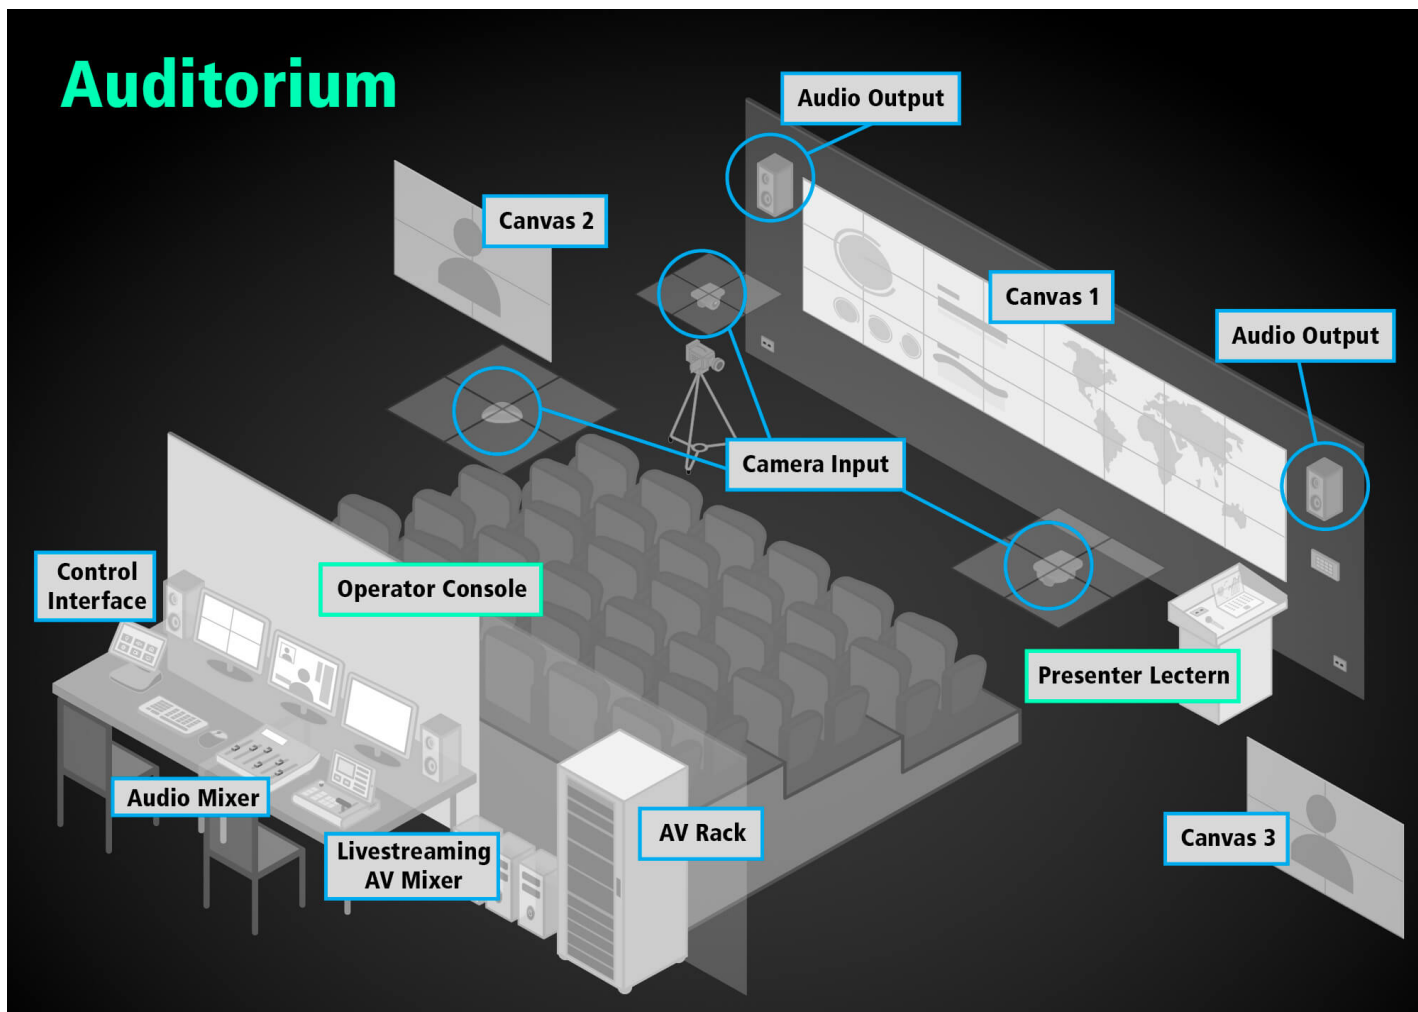 Auditorium
Audio Output
Canvas 2
Canvas 1
Audio Output
Camera Input
Control
Interface
Operator Console
Presenter Lectern
Audio Mixer
AV Rack
Canvas 3
Livestreaming
AV Mixer